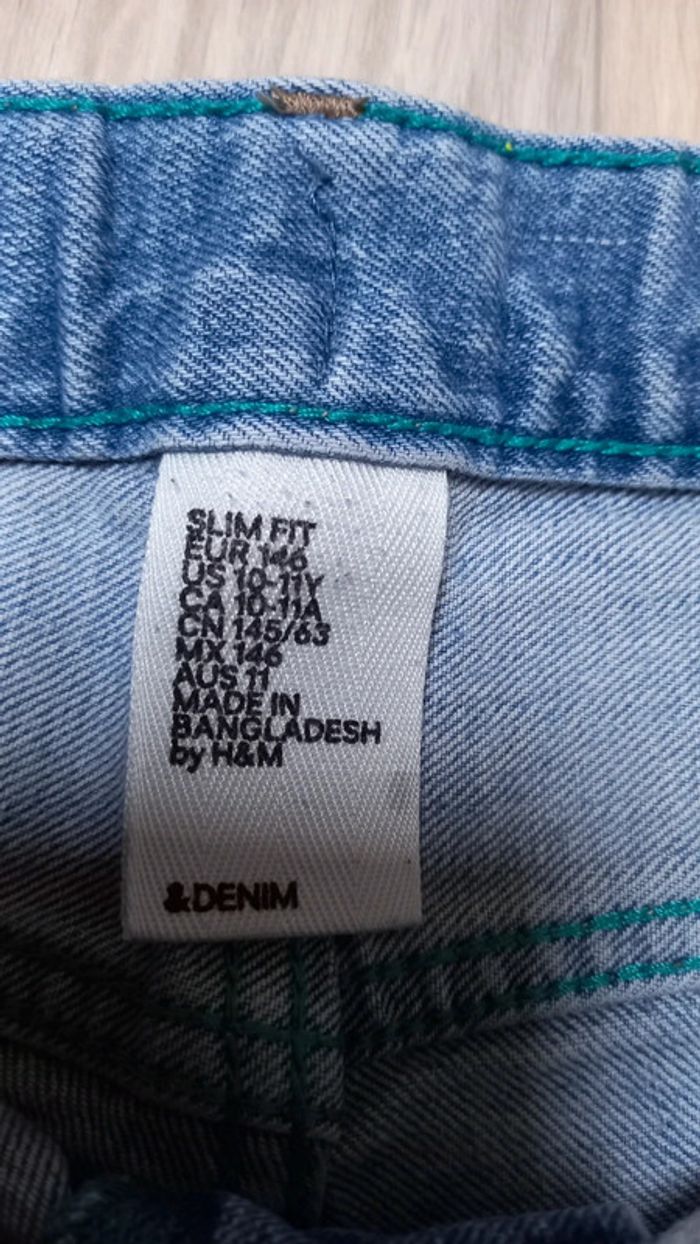 SLIM FIT
EUR 146
US 10-11Y
CA 10-11A
CN 145/63
MX 146
AUS 11
MADE IN
BANGLADESH
by H&M
&DENIM